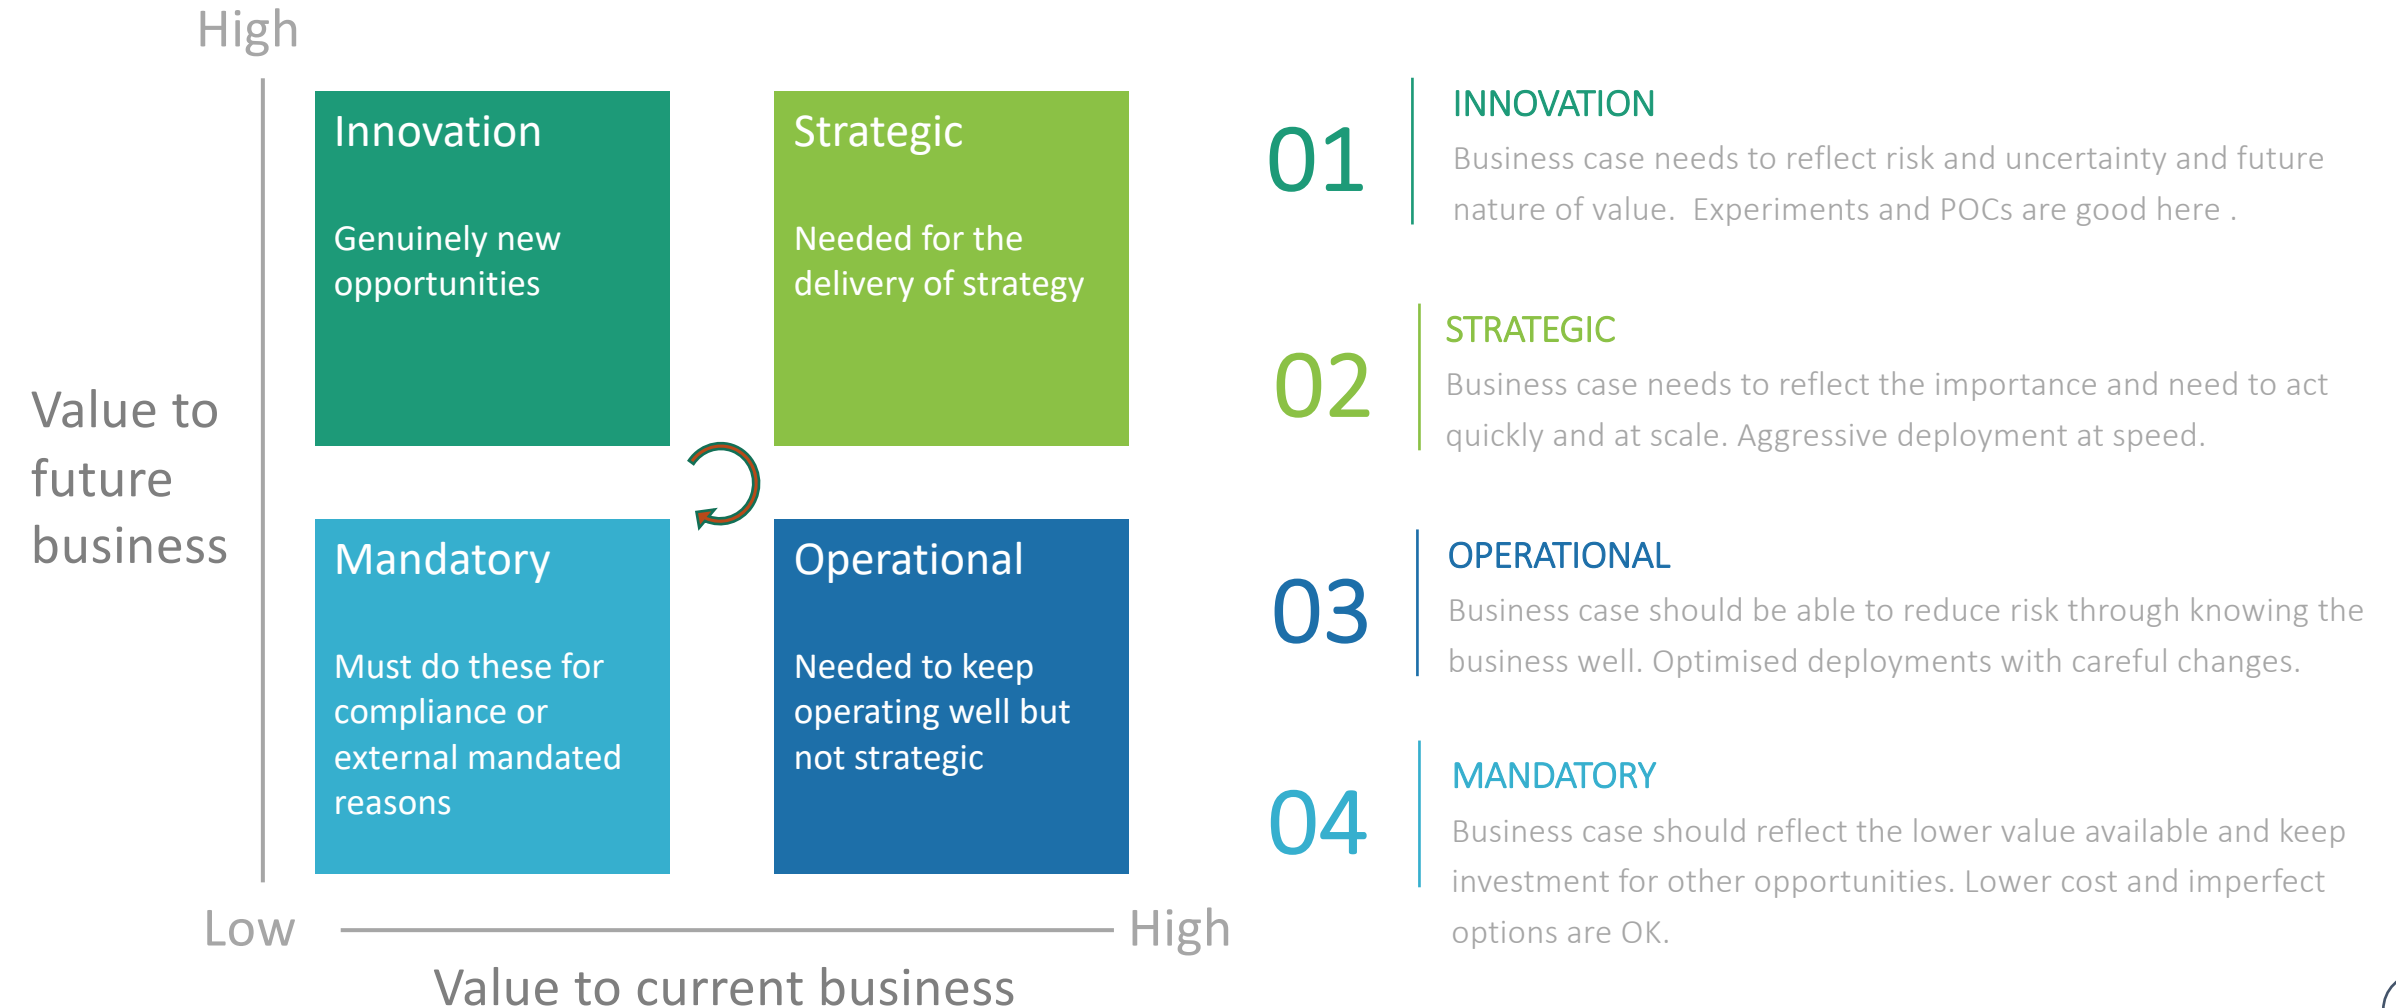 High
Value to
future
business
Innovation
Genuinely new
opportunities
Strategic
Needed for the
delivery of strategy
Mandatory
Must do these for
compliance or
external mandated
reasons
Operational
Needed to keep
operating well but
not strategic
Low
High
Value to current business
01
INNOVATION
Business case needs to reflect risk and uncertainty and future
nature of value.  Experiments and POCs are good here .
02
STRATEGIC
Business case needs to reflect the importance and need to act
quickly and at scale. Aggressive deployment at speed.
03
OPERATIONAL
Business case should be able to reduce risk through knowing the
business well. Optimised deployments with careful changes.
04
MANDATORY
Business case should reflect the lower value available and keep
investment for other opportunities. Lower cost and imperfect
options are OK.